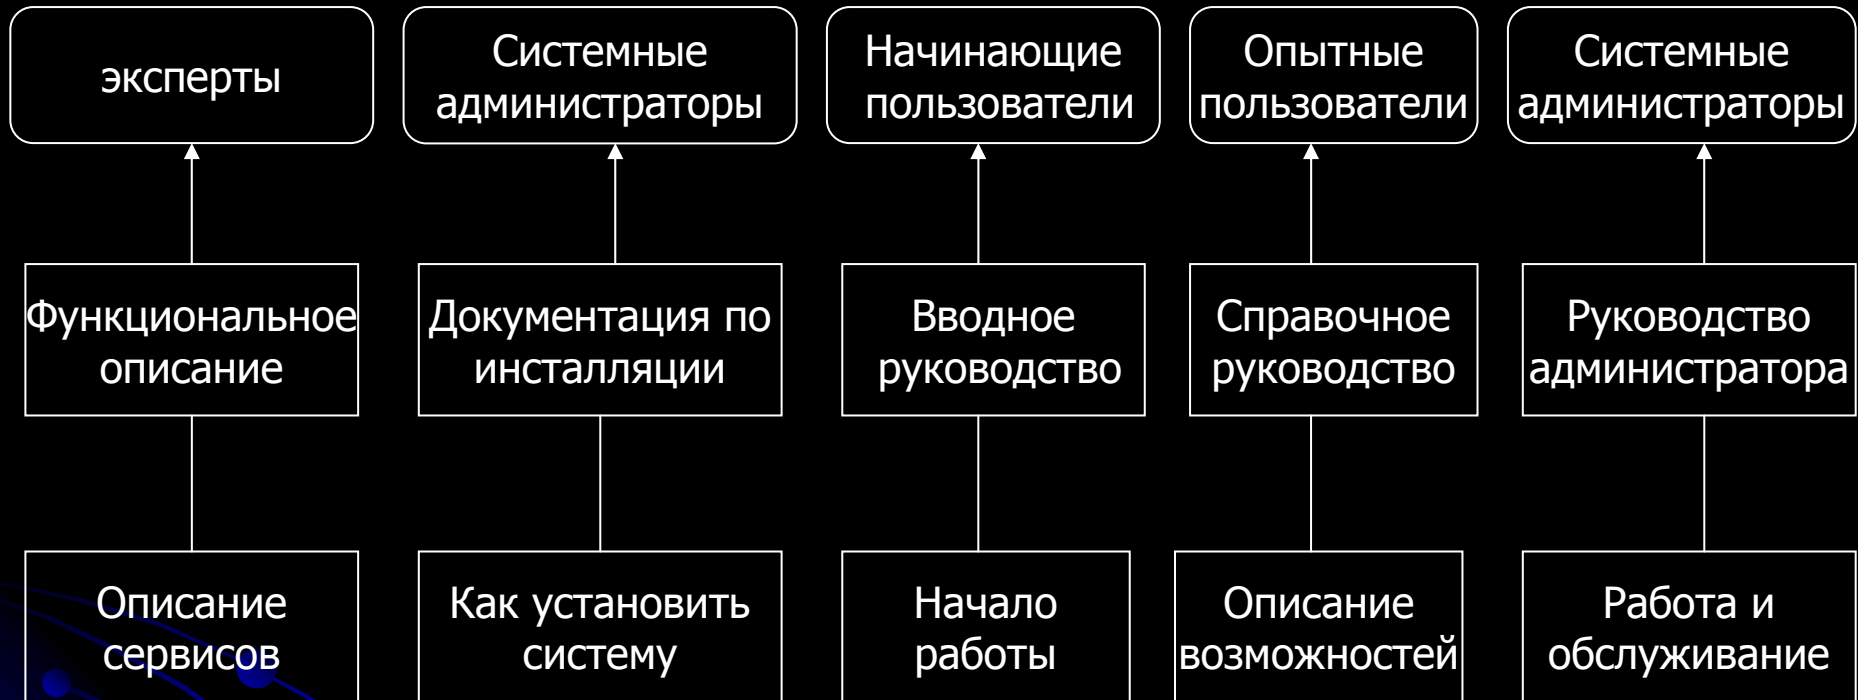 эксперты
Системные
администраторы
Начинающие
пользователи
Опытные
пользователи
Системные
администраторы
Функциональное
описание
Документация по
инсталляции
Вводное
руководство
Справочное
руководство
Руководство
администратора
Описание
сервисов
Как установить
систему
Начало
работы
Описание
возможностей
Работа и
обслуживание